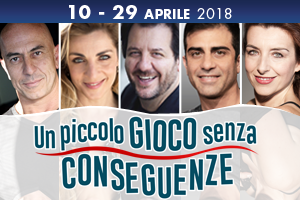 10 - 29 APRILE 2018
Un piccolo GIOCO senza
CONSEGUENZE